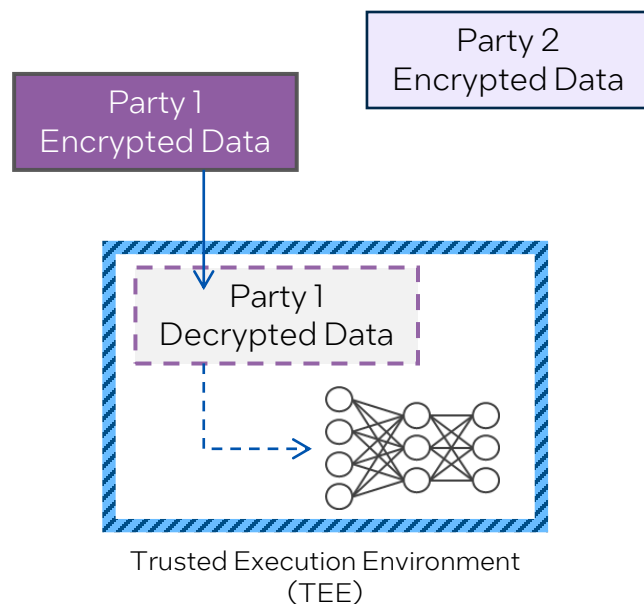 Party 2
Encrypted Data
Party 1
Encrypted Data
Party 1
Decrypted Data
Trusted Execution Environment
(TEE)